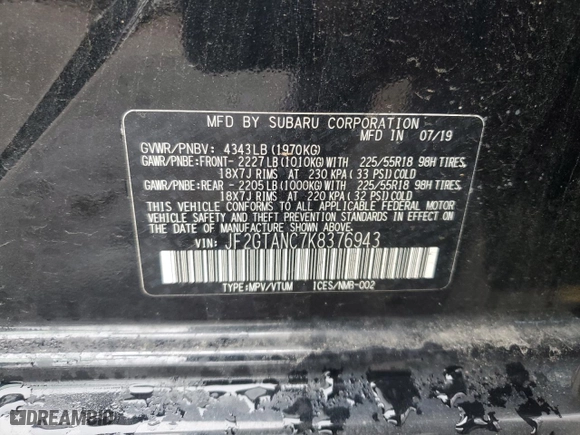 MFD BY SUBARU CORPORATION
GVWR/PNBV: 4343LB (1970KG) MFD IN 07/19
GAWR/PNBE:FRONT- 2227LB (1010KG) WITH 225/55R18 98H TIRES,
18X7J RIMS AT 230 KPA ( 33 PSI) COLD
GAWR/PNBE:REAR - 2205LB (1000KG) WITH 225/55R18 98H TIRES,
18X7J RIMS AT 220 KPA ( 32 PSI) COLD
THIS VEHICLE CONFORMS TO ALL APPLICABLE FEDERAL MOTOR
VEHICLE SAFETY AND THEFT PREVENTION STANDARDS IN EFFECT ON
THE DATE OF MANUFACTURE SHOWN ABOVE.
VIN: JF2GTANC7K8376943
TYPE:MPV/VTUM ICES/NMB-002
DREAMBID